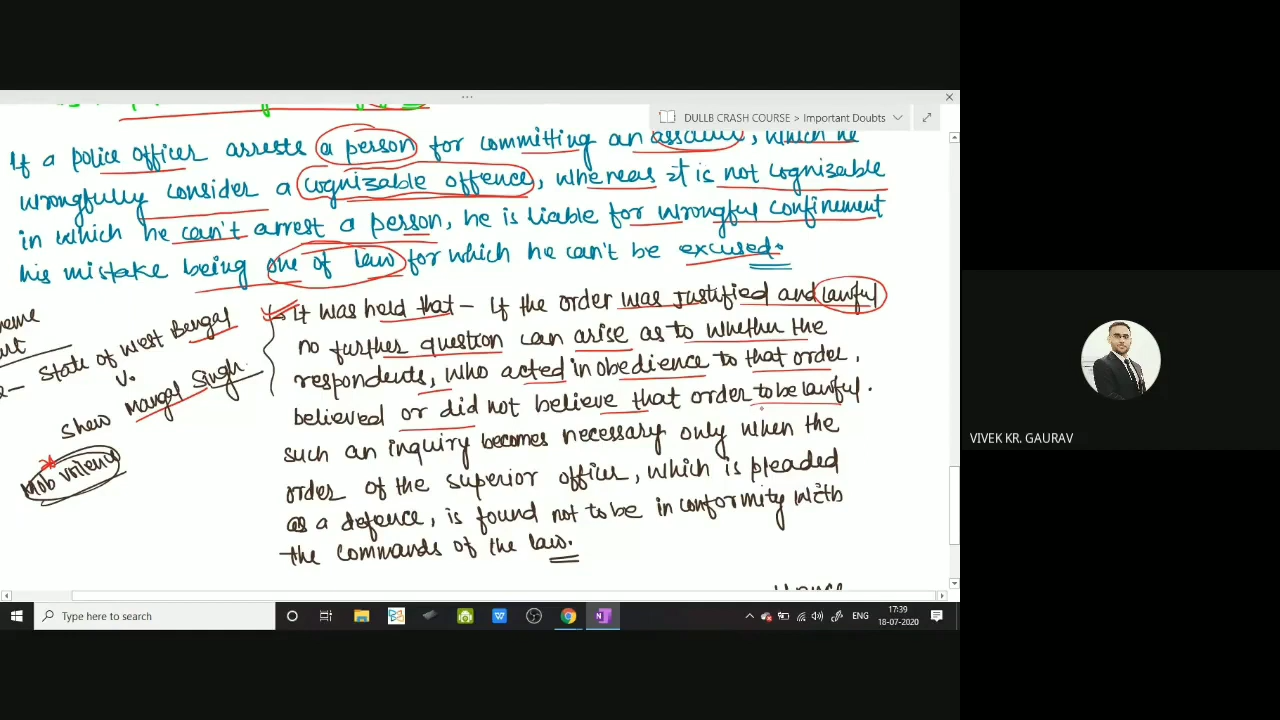 DULLB CRASH COURSE > Important Doubts
If a police officer arrests a person for committing an assault, which he
wrongfully consider a cognizable offence, whereas it is not cognizable
in which he can't arrest a person, he is liable for wrongful confinement
his mistake being one of law for which he can't be excused.
State of West Bengal
v.
Shew Mangal Singh
Mob violence
It was held that - If the order was justified and lawful
no further question can arise as to whether the
respondents, who acted in obedience to that order,
believed or did not believe that order to be lawful.
such an inquiry becomes necessary only when the
order of the superior officer, which is pleaded
as a defence, is found not to be in conformity with
the commands of the law.
VIVEK KR. GAURAV
Type here to search
ENG
17:39
18-07-2020